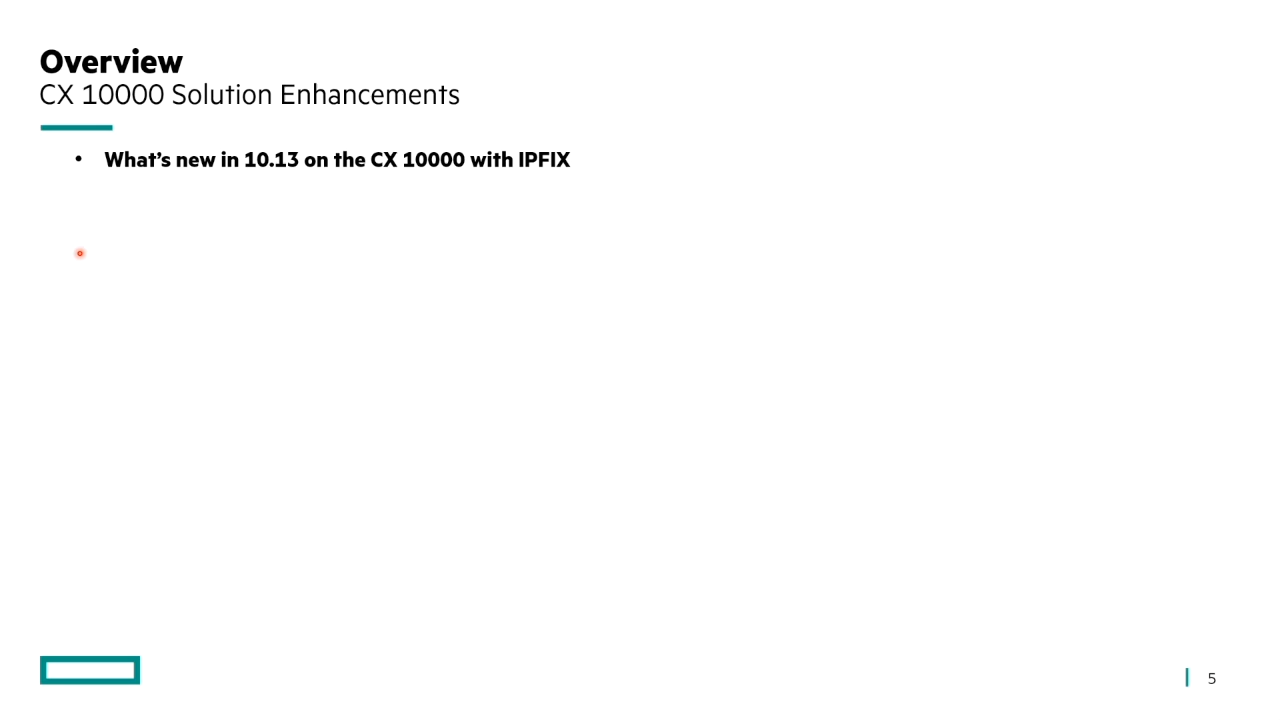 Overview
CX 10000 Solution Enhancements
• What’s new in 10.13 on the CX 10000 with IPFIX
5